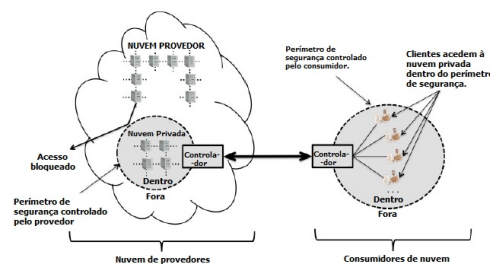 NUVEM PROVEDOR
Nuvem Privada
Controla-
-dor
Dentro
Fora
Acesso
bloqueado
Perímetro de
segurança controlado
pelo provedor
Nuvem de provedores
Perímetro de
segurança controlado
pelo consumidor.
Clientes acedem à
nuvem privada
dentro do perímetro
de segurança.
Controla-
dor
Dentro
Fora
Consumidores de nuvem